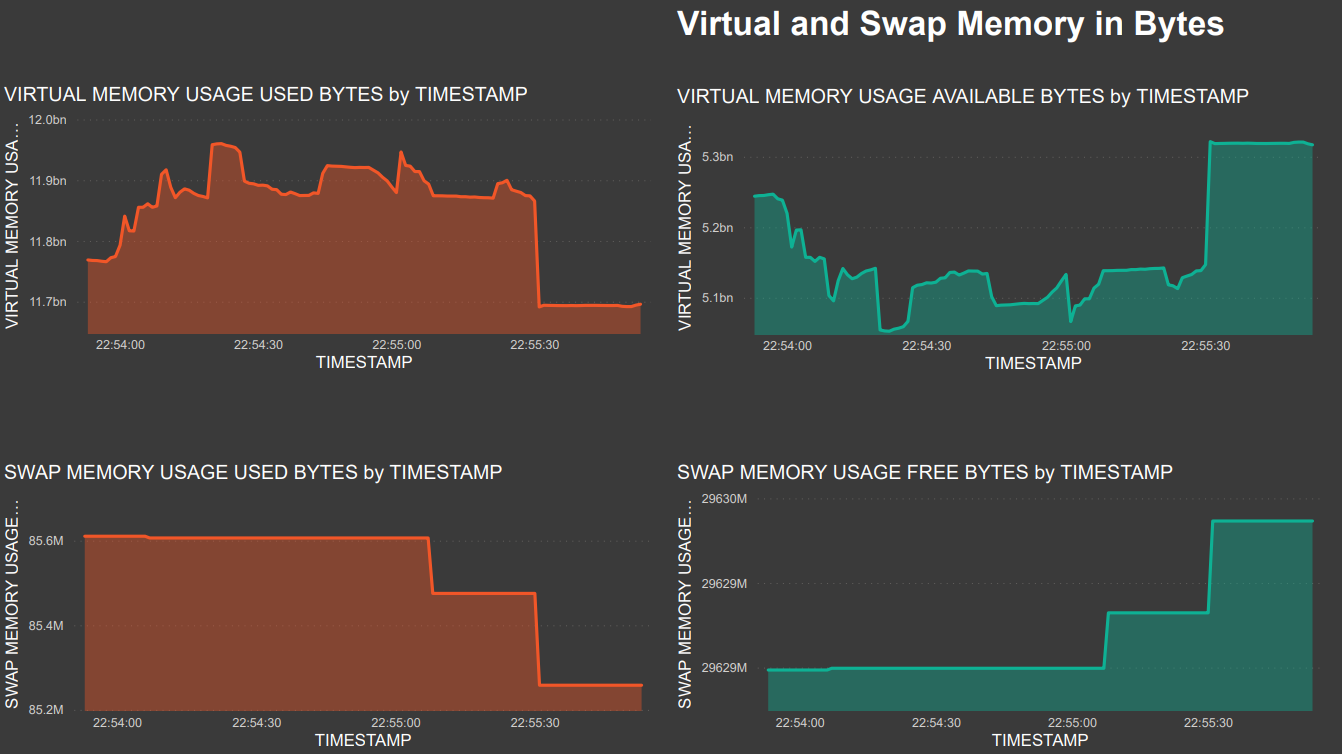 Virtual and Swap Memory in Bytes
VIRTUAL MEMORY USAGE USED BYTES by TIMESTAMP
VIRTUAL MEMORY USA...
12.0bn
11.9bn
11.8bn
11.7bn
22:54:00 22:54:30 22:55:00 22:55:30
TIMESTAMP
VIRTUAL MEMORY USAGE AVAILABLE BYTES by TIMESTAMP
VIRTUAL MEMORY USA...
5.3bn
5.2bn
5.1bn
22:54:00 22:54:30 22:55:00 22:55:30
TIMESTAMP
SWAP MEMORY USAGE USED BYTES by TIMESTAMP
SWAP MEMORY USAGE...
85.6M
85.4M
85.2M
22:54:00 22:54:30 22:55:00 22:55:30
TIMESTAMP
SWAP MEMORY USAGE FREE BYTES by TIMESTAMP
SWAP MEMORY USAGE...
29630M
29629M
29629M
22:54:00 22:54:30 22:55:00 22:55:30
TIMESTAMP